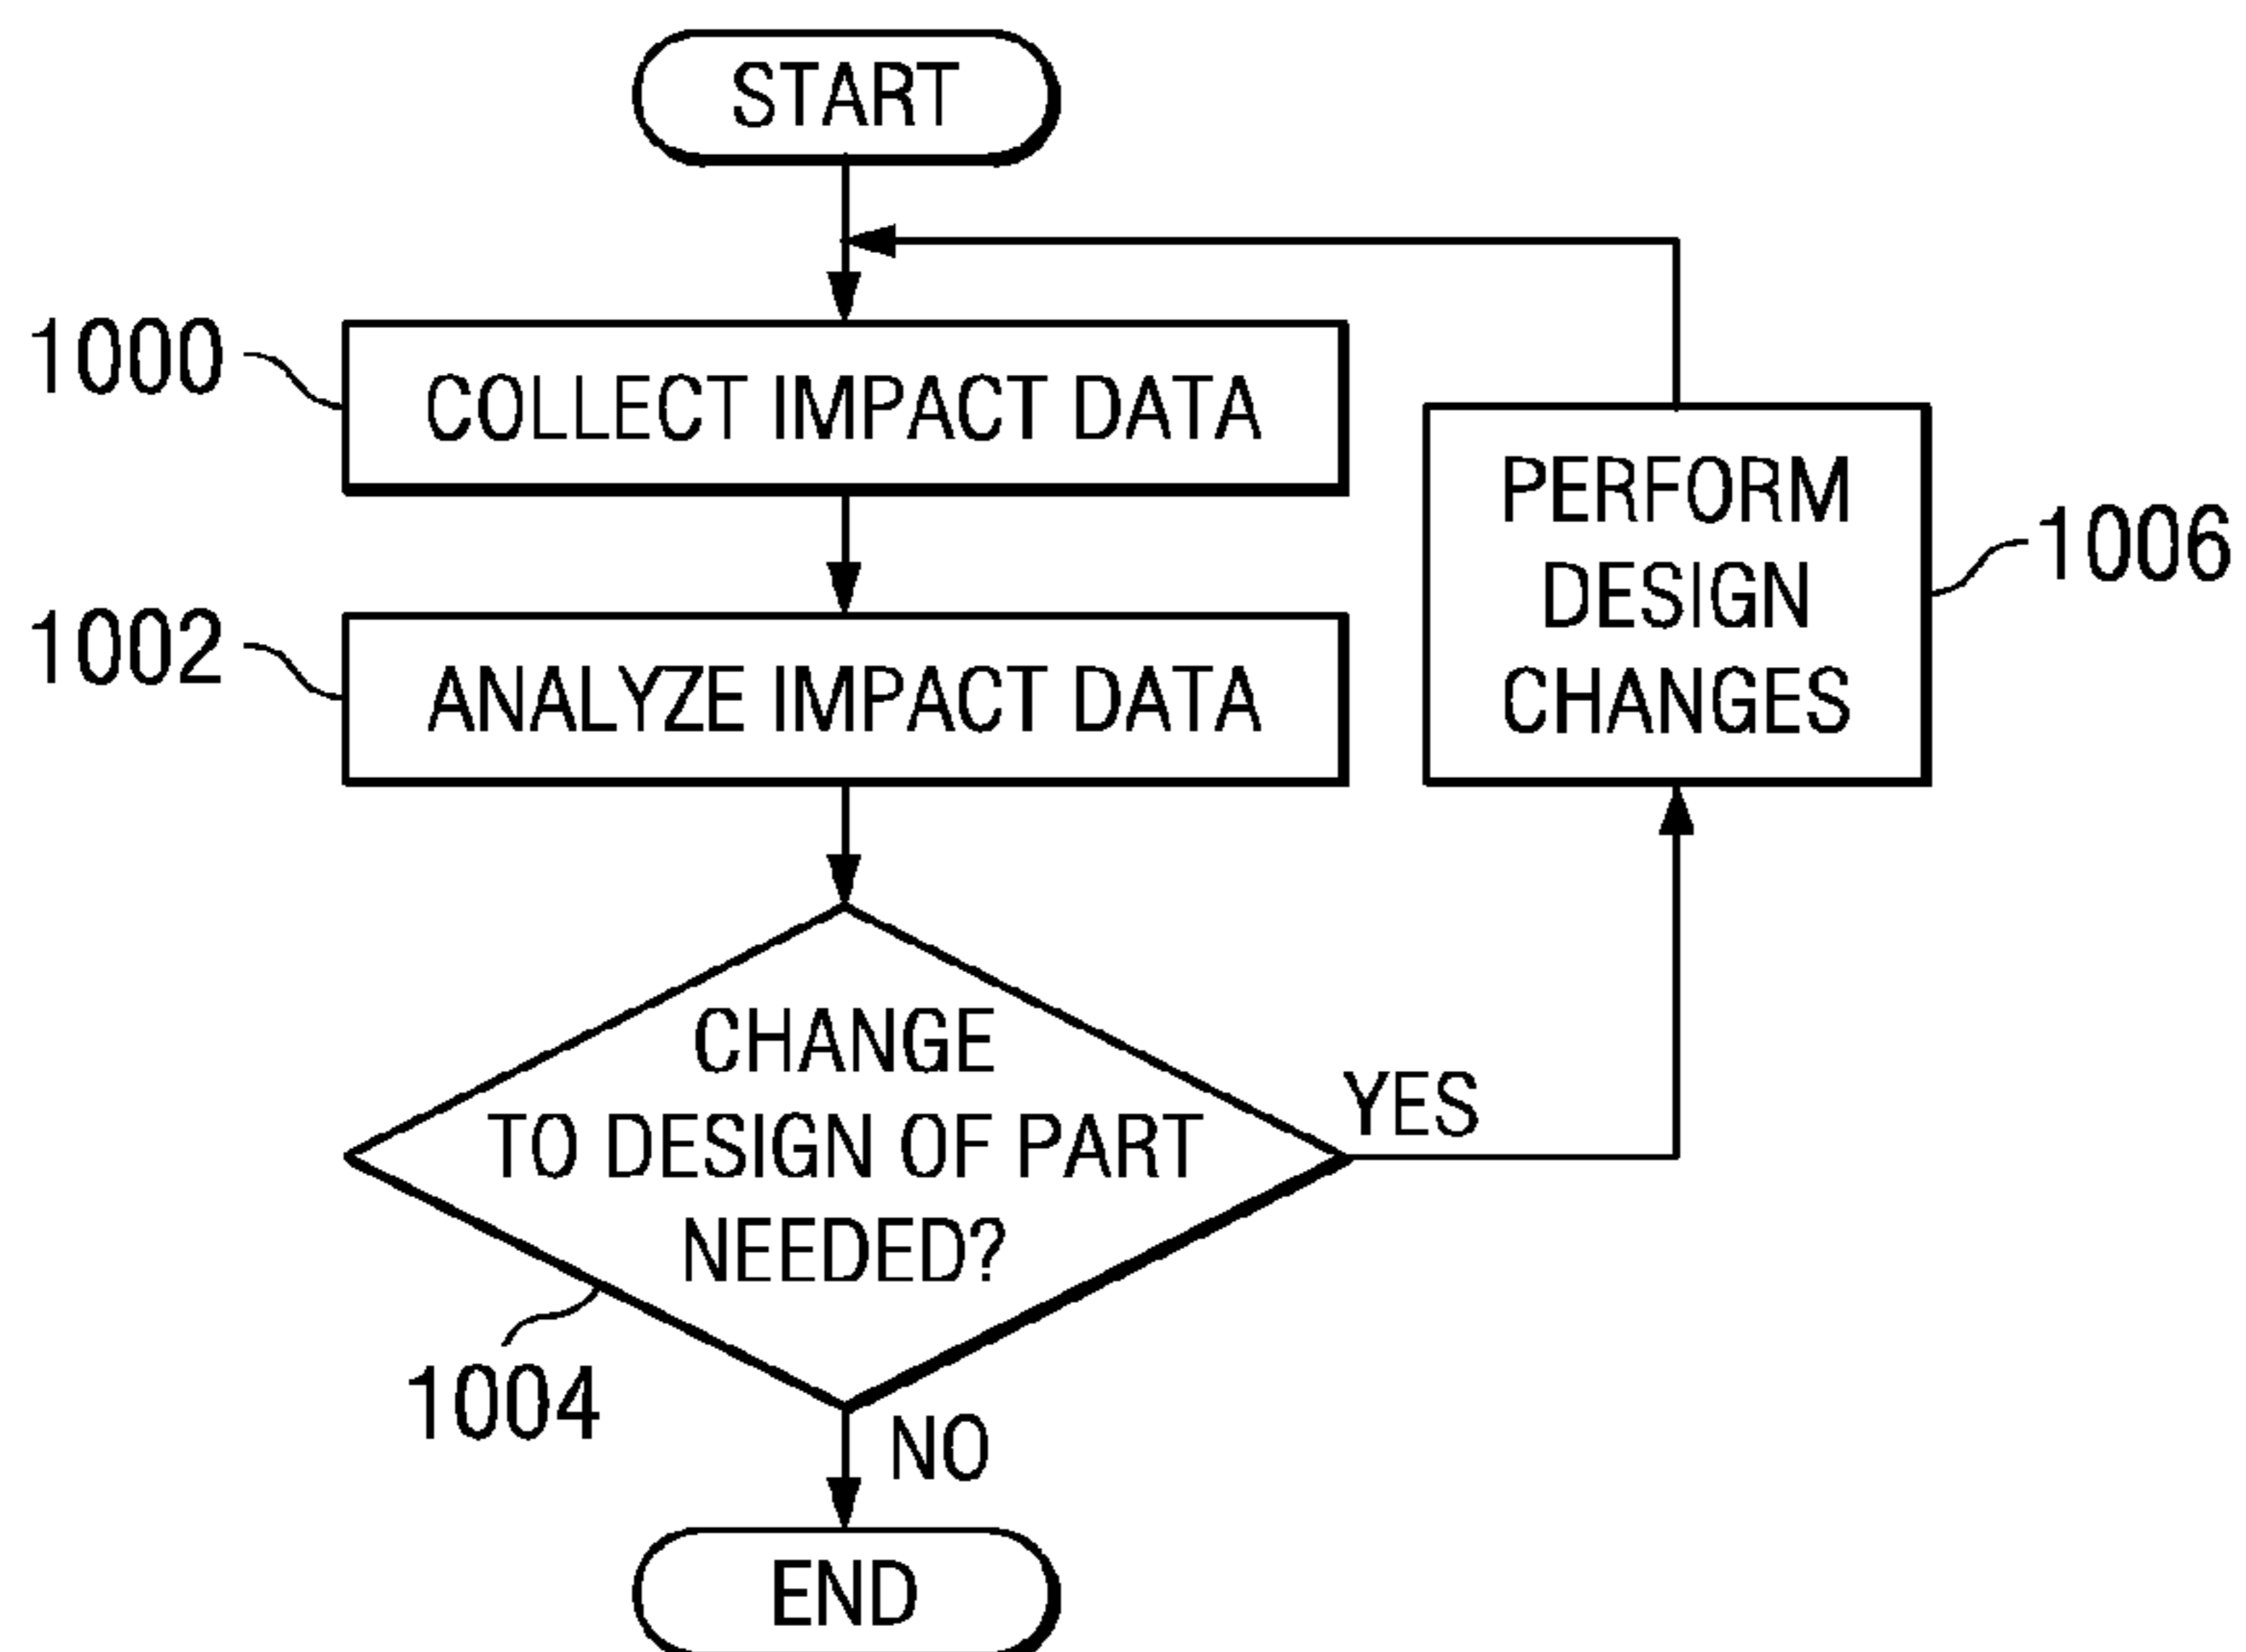 START
1000
COLLECT IMPACT DATA
1002
ANALYZE IMPACT DATA
CHANGE
TO DESIGN OF PART
NEEDED?
1004
YES
PERFORM
DESIGN
CHANGES
1006
NO
END